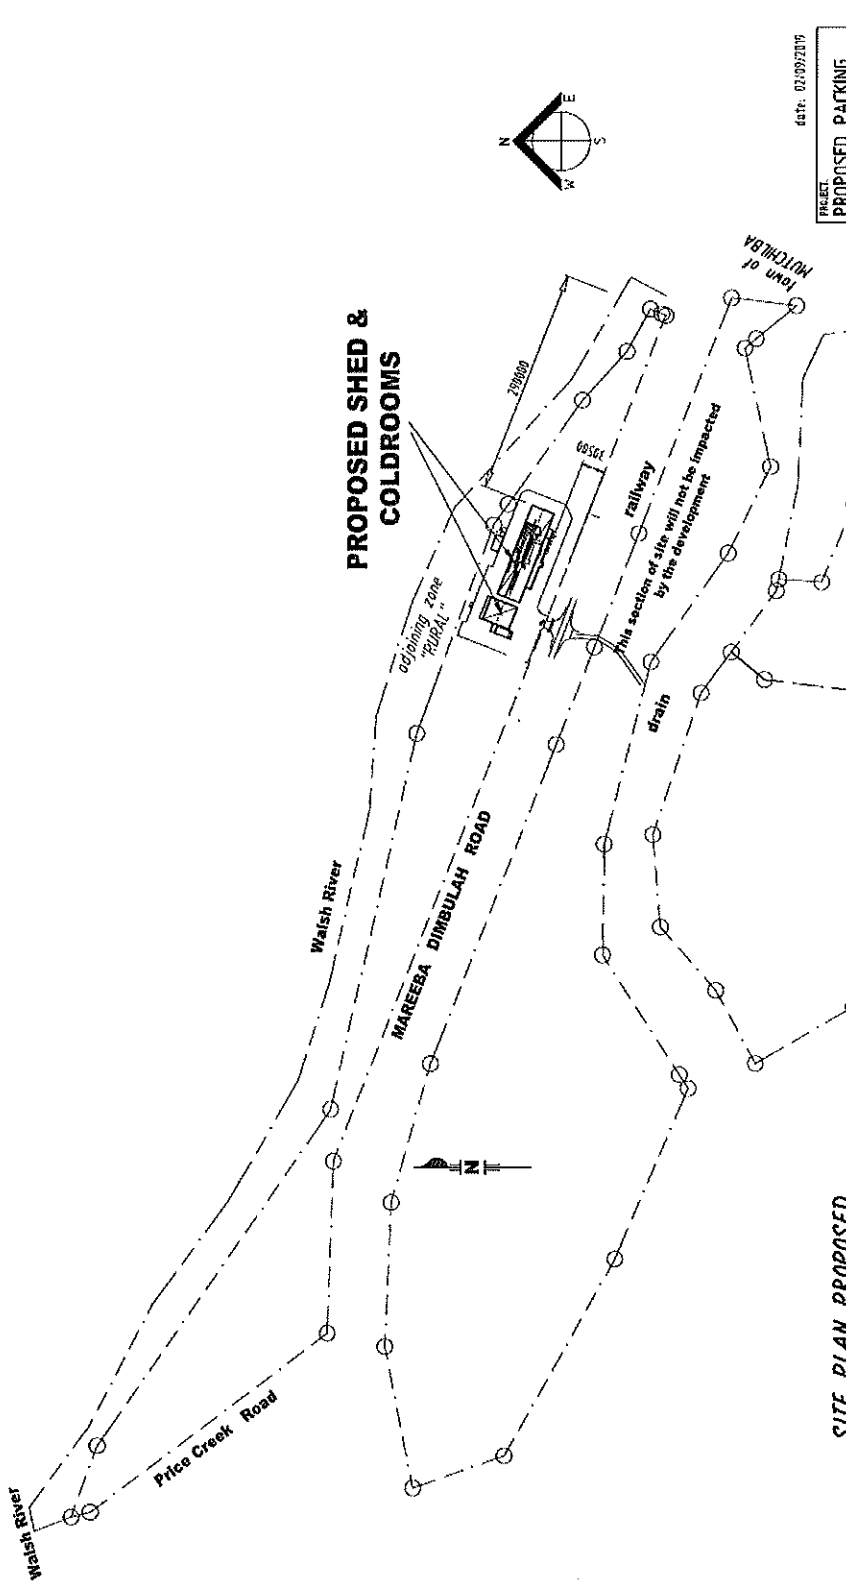 date: 02/09/2019
PROJECT:
PROPOSED PACKING
N
E
S
W
town of
MUTCHILBA
PROPOSED SHED &
COLDROOMS
290000
30500
adjoining zone
"RURAL"
railway
This section of site will not be impacted
by the development
drain
Walsh River
MAREEBA DIMBULAH ROAD
N
Price Creek Road
Walsh River
SITE PLAN PROPOSED